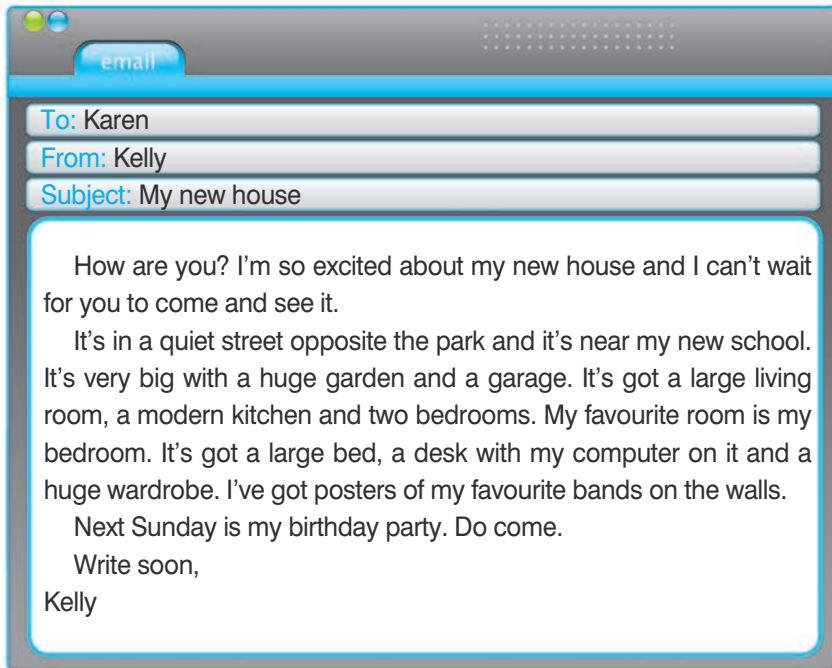 email
To: Karen
From: Kelly
Subject: My new house
How are you? I'm so excited about my new house and I can't wait
for you to come and see it.
It's in a quiet street opposite the park and it's near my new school.
It's very big with a huge garden and a garage. It's got a large living
room, a modern kitchen and two bedrooms. My favourite room is my
bedroom. It's got a large bed, a desk with my computer on it and a
huge wardrobe. I've got posters of my favourite bands on the walls.
Next Sunday is my birthday party. Do come.
Write soon,
Kelly